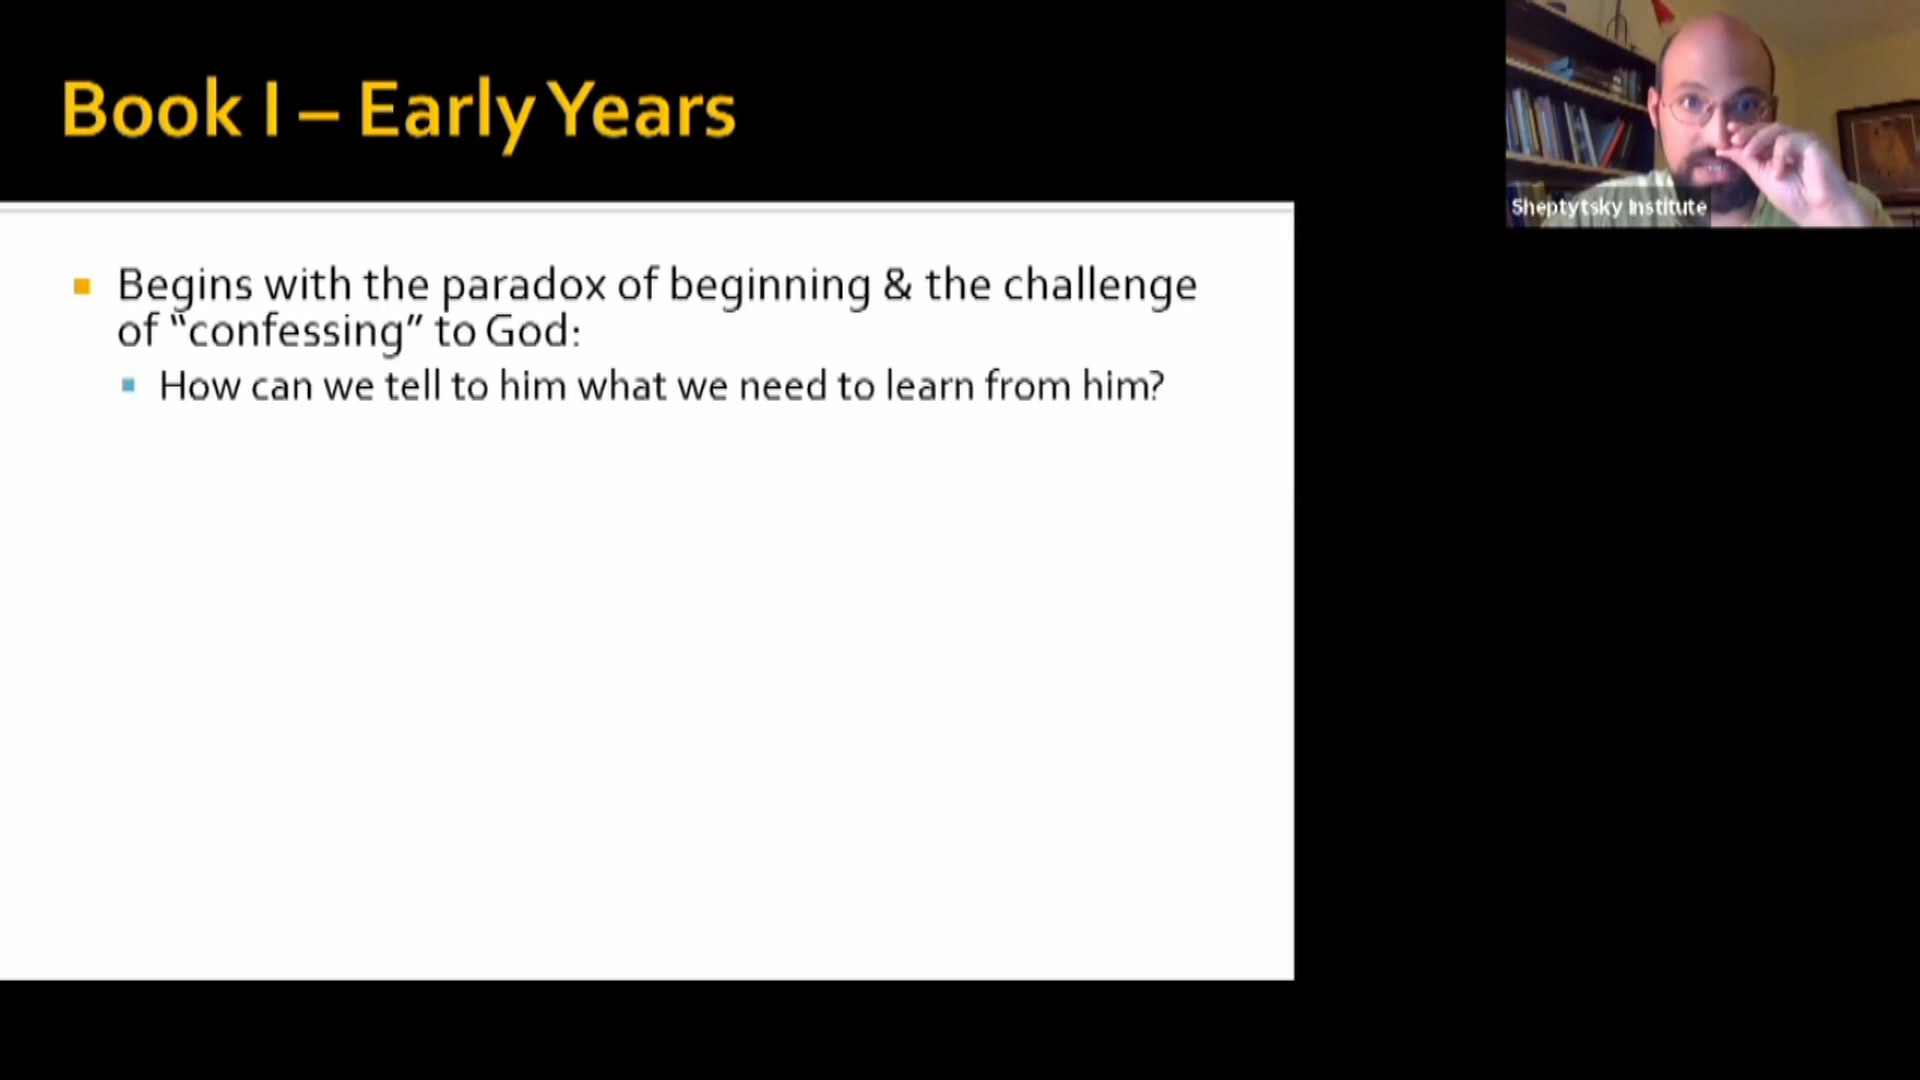 Book I – Early Years
Begins with the paradox of beginning & the challenge
of “confessing” to God:
How can we tell to him what we need to learn from him?
Sheptytsky Institute